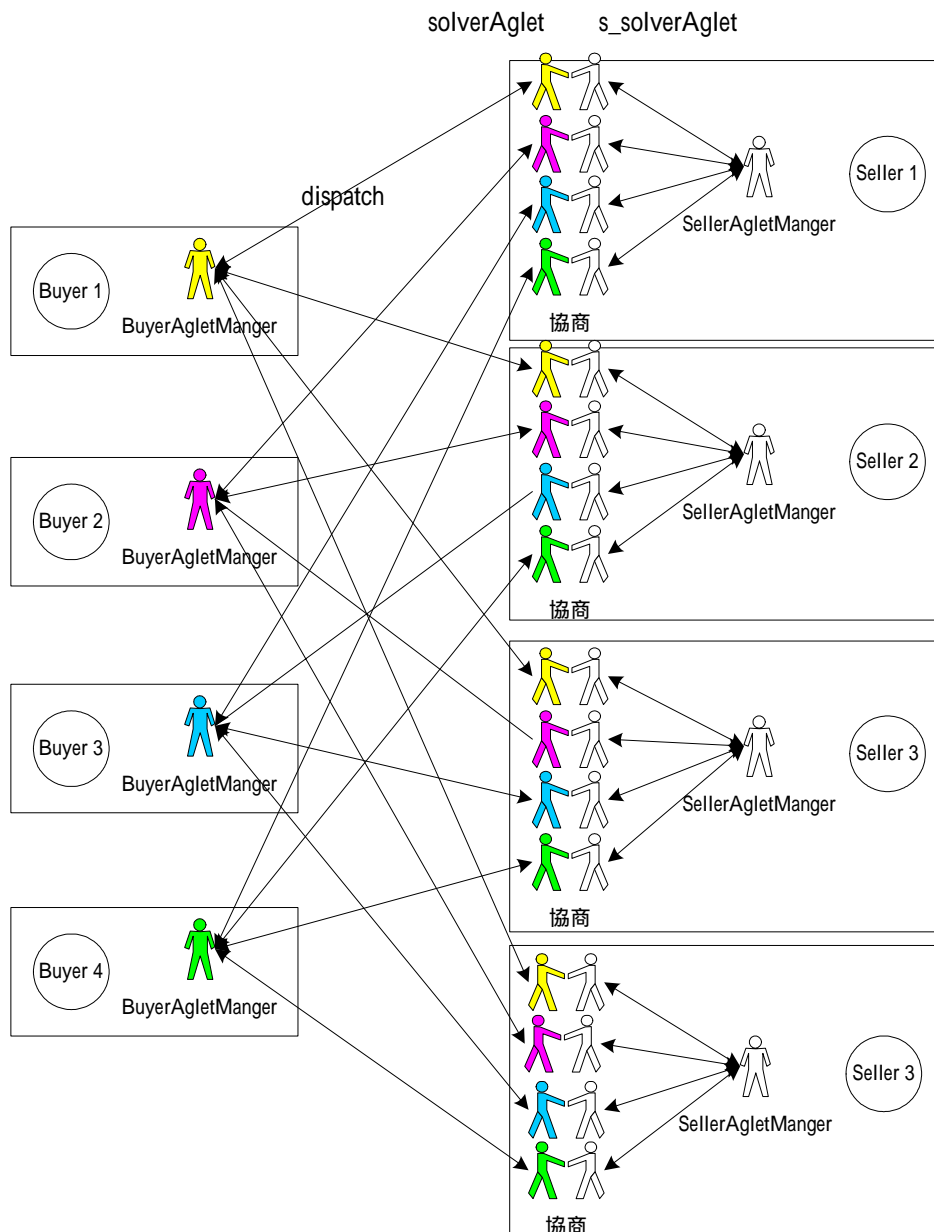 solverAglet s_solverAglet
dispatch
Buyer 1
BuyerAgletManger
Buyer 2
BuyerAgletManger
Buyer 3
BuyerAgletManger
Buyer 4
BuyerAgletManger
Seller 1
SellerAgletManger
協商
Seller 2
SellerAgletManger
協商
Seller 3
SellerAgletManger
協商
Seller 3
SellerAgletManger
協商